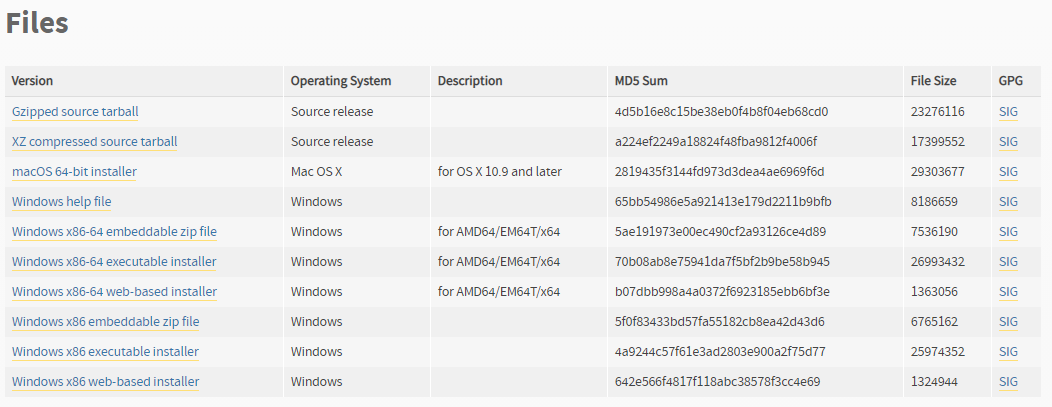 Files
Version Operating System Description MD5 Sum File Size GPG
Gzipped source tarball Source release 4d5b16e8c15be38eb0f4b8f04eb68cd0 23276116 SIG
XZ compressed source tarball Source release a224ef2249a18824f48fba9812f4006f 17399552 SIG
macOS 64-bit installer Mac OS X for OS X 10.9 and later 2819435f3144fd973d3dea4ae6969f6d 29303677 SIG
Windows help file Windows 65bb54986e5a921413e179d2211b9bfb 8186659 SIG
Windows x86-64 embeddable zip file Windows for AMD64/EM64T/x64 5ae191973e00ec490cf2a93126ce4d89 7536190 SIG
Windows x86-64 executable installer Windows for AMD64/EM64T/x64 70b08ab8e75941da7f5bf2b9be58b945 26993432 SIG
Windows x86-64 web-based installer Windows for AMD64/EM64T/x64 b07dbb998a4a0372f6923185ebb6bf3e 1363056 SIG
Windows x86 embeddable zip file Windows 5f0f83433bd57fa55182cb8ea42d43d6 6765162 SIG
Windows x86 executable installer Windows 4a9244c57f61e3ad2803e900a2f75d77 25974352 SIG
Windows x86 web-based installer Windows 642e566f4817f118abc38578f3cc4e69 1324944 SIG